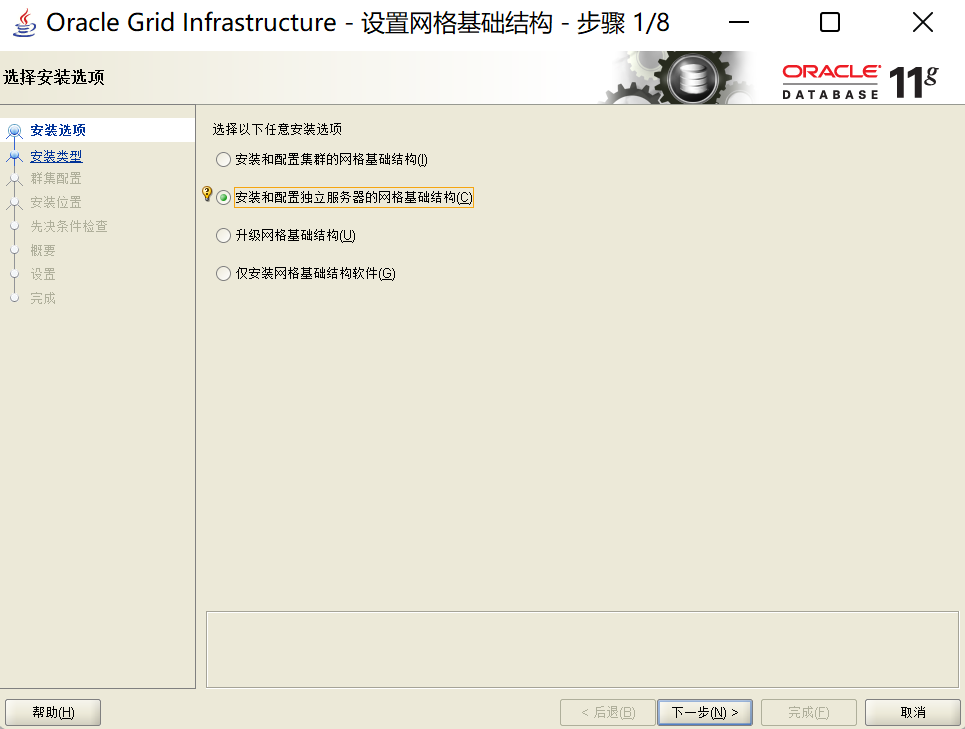 Oracle Grid Infrastructure - 设置网格基础结构 - 步骤 1/8
选择安装选项
ORACLE
DATABASE 11g
安装选项
安装类型
群集配置
安装位置
先决条件检查
概要
设置
完成
选择以下任意安装选项
安装和配置集群的网格基础结构(I)
安装和配置独立服务器的网格基础结构(C)
升级网格基础结构(U)
仅安装网格基础结构软件(G)
帮助(H)
< 后退(B)
下一步(N) >
完成(F)
取消